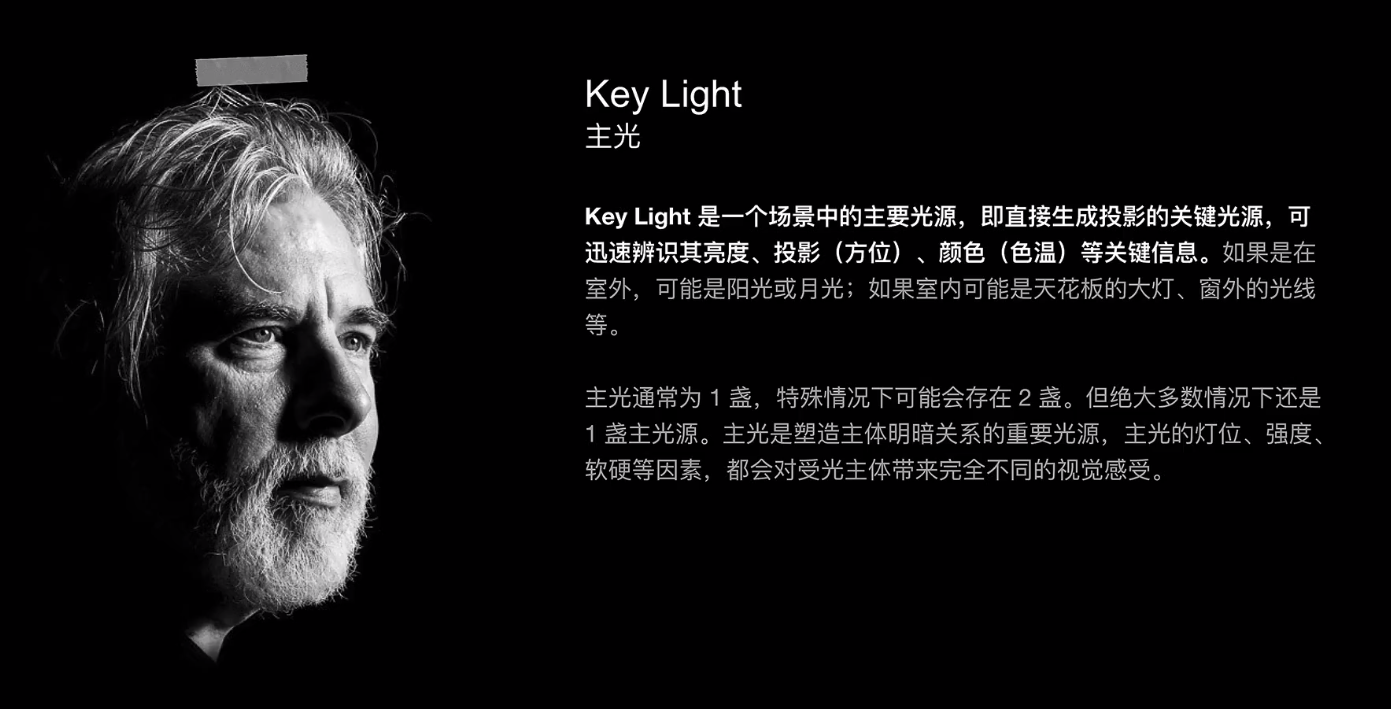 Key Light
主光
Key Light 是一个场景中的主要光源，即直接生成投影的关键光源，可
迅速辨识其亮度、投影（方位）、颜色（色温）等关键信息。如果是在
室外，可能是阳光或月光；如果室内可能是天花板的大灯、窗外的光线
等。
主光通常为 1 盏，特殊情况下可能会存在 2 盏。但绝大多数情况下还是
1 盏主光源。主光是塑造主体明暗关系的重要光源，主光的灯位、强度、
软硬等因素，都会对受光主体带来完全不同的视觉感受。